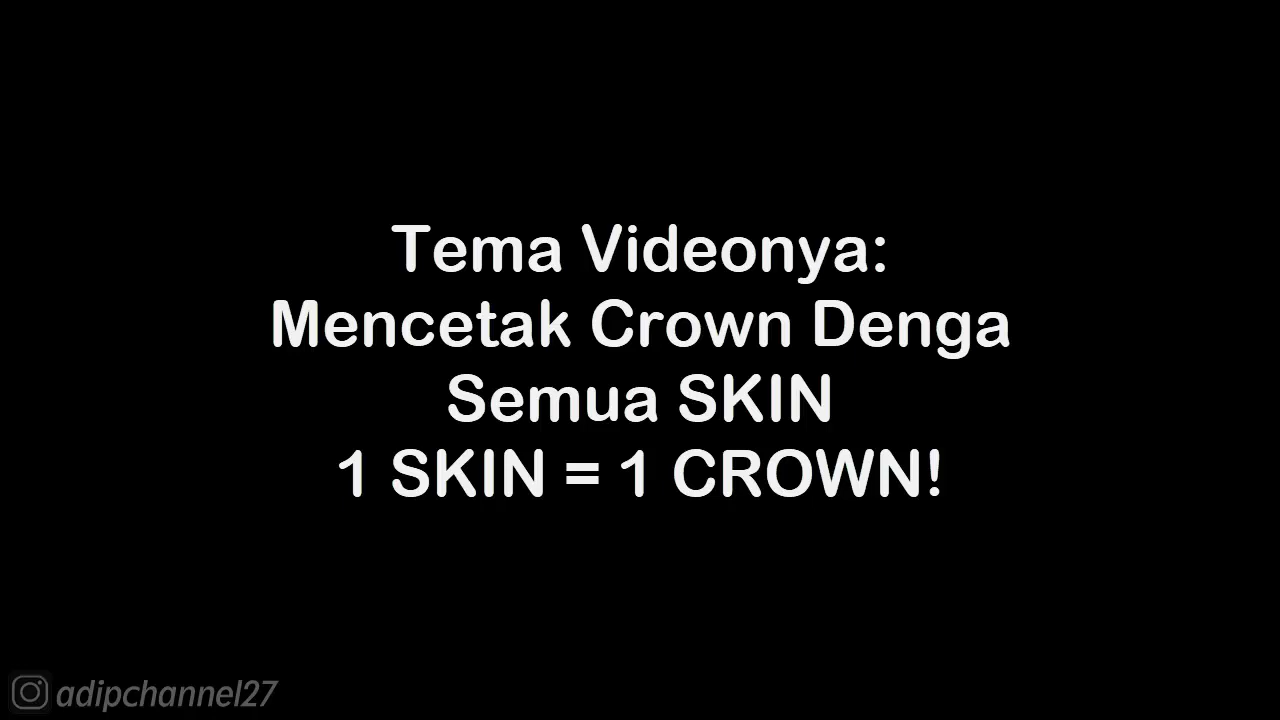 Tema Videonya:
Mencetak Crown Denga
Semua SKIN
1 SKIN = 1 CROWN!
adipchannel27